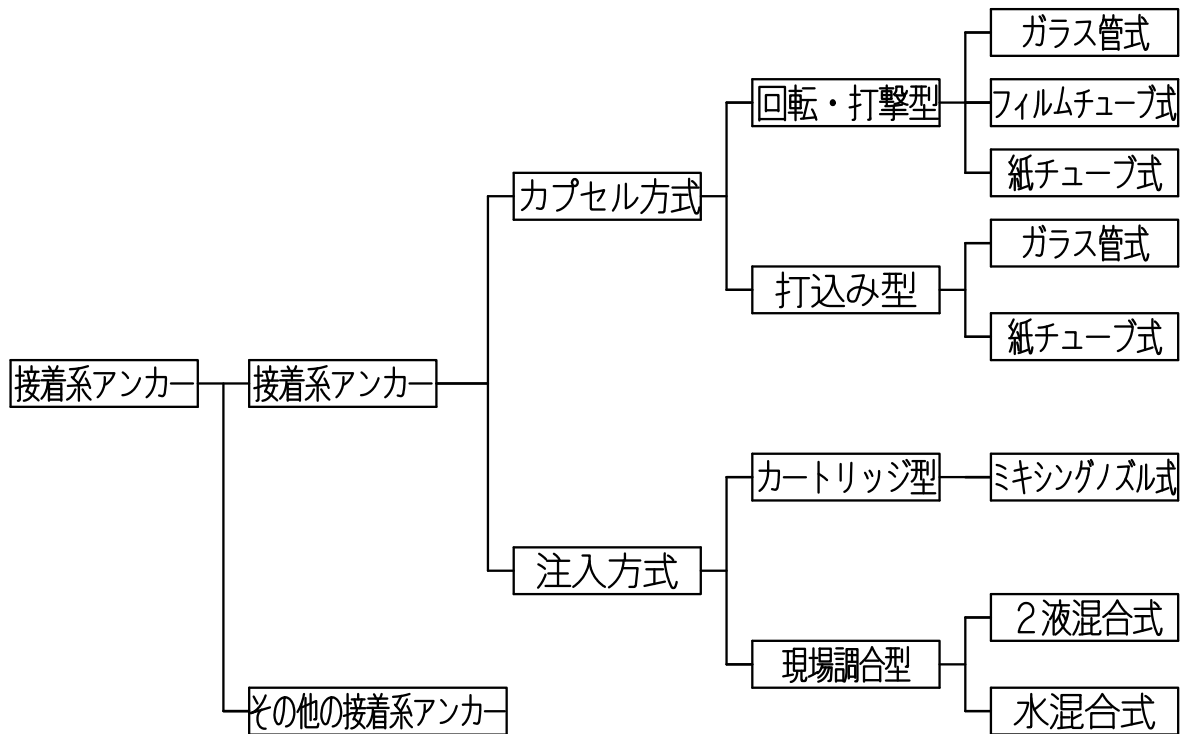 ガラス管式
回転・打撃型
フィルムチューブ式
紙チューブ式
カプセル方式
ガラス管式
打込み型
紙チューブ式
接着系アンカー
接着系アンカー
カートリッジ型
ミキシングノズル式
注入方式
2液混合式
現場調合型
その他の接着系アンカー
水混合式